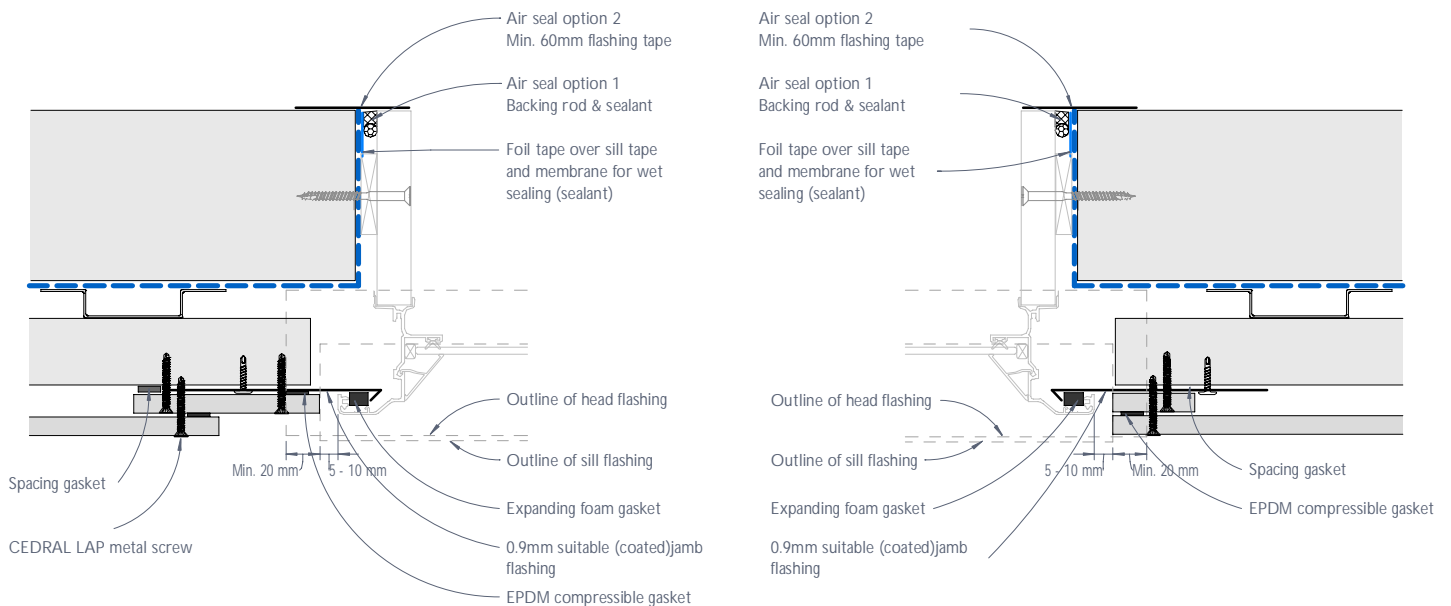 Air seal option 2
Min. 60mm flashing tape
Air seal option 1
Backing rod & sealant
Foil tape over sill tape
and membrane for wet
sealing (sealant)
Outline of head flashing
Outline of sill flashing
Min. 20 mm
5 - 10 mm
Spacing gasket
CEDRAL LAP metal screw
Expanding foam gasket
0.9mm suitable (coated)jamb
flashing
EPDM compressible gasket
Air seal option 2
Min. 60mm flashing tape
Air seal option 1
Backing rod & sealant
Foil tape over sill tape
and membrane for wet
sealing (sealant)
Outline of head flashing
Outline of sill flashing
5 - 10 mm
Min. 20 mm
Spacing gasket
EPDM compressible gasket
Expanding foam gasket
0.9mm suitable (coated)jamb
flashing